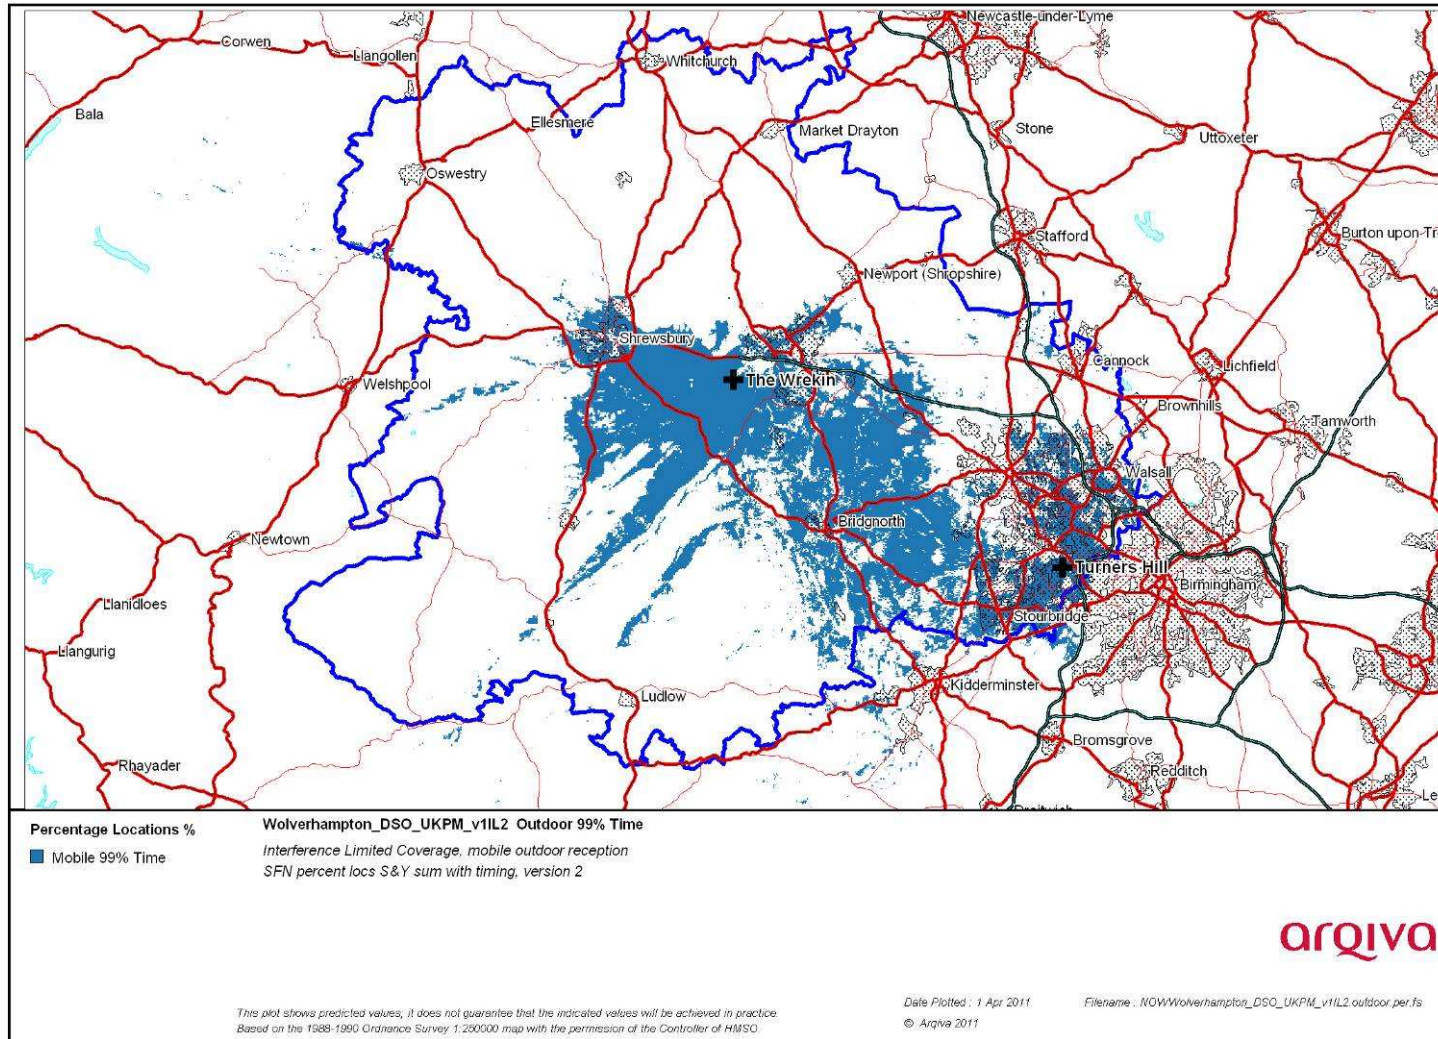 Newcastle-under-Lyme
Corwen
Llangollen
Whitchurch
Bala
Ellesmere
Market Drayton
Stone
Uttoxeter
Oswestry
Stafford
Burton upon Tr
Newport (Shropshire)
Shrewsbury
Welshpool
The Wrekin
Cannock
Lichfield
Brownhills
Tamworth
Walsall
Bridgnorth
Newtown
Turners Hill
Birmingham
Llanidloes
Stourbridge
Llangurig
Ludlow
Kidderminster
Bromsgrove
Rhayader
Redditch
Droitwich
Le
Percentage Locations %
Mobile 99% Time
Wolverhampton_DSO_UKPM_v1IL2 Outdoor 99% Time
Interference Limited Coverage, mobile outdoor reception
SFN percent locs S&Y sum with timing, version 2
arqiva
This plot shows predicted values; it does not guarantee that the indicated values will be achieved in practice.
Based on the 1988-1990 Ordnance Survey 1:250000 map with the permission of the Controller of HMSO
Date Plotted : 1 Apr 2011
Filename : NOWWolverhampton_DSO_UKPM_v1IL2.outdoor.per.fs
© Arqiva 2011